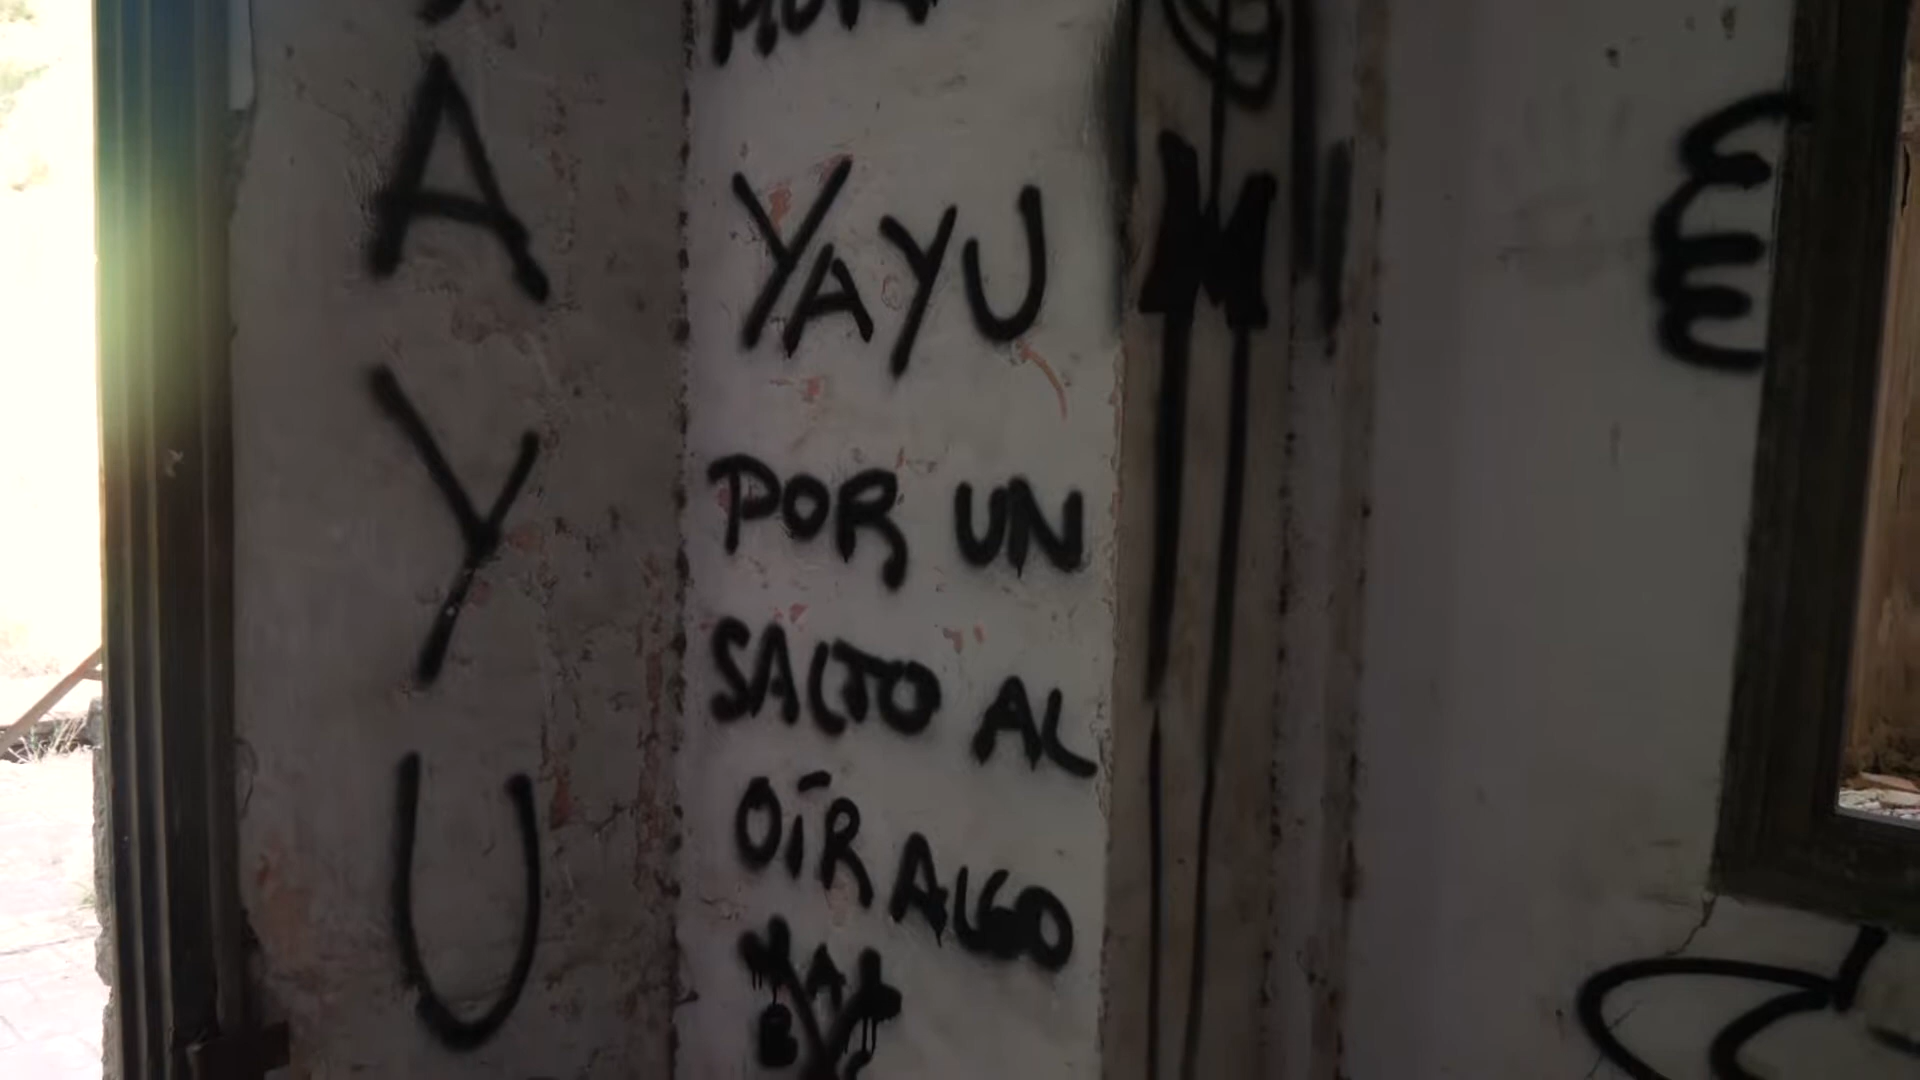 A
Y
U
YAYU
POR UN
SALTO AL
OÍR ALGO